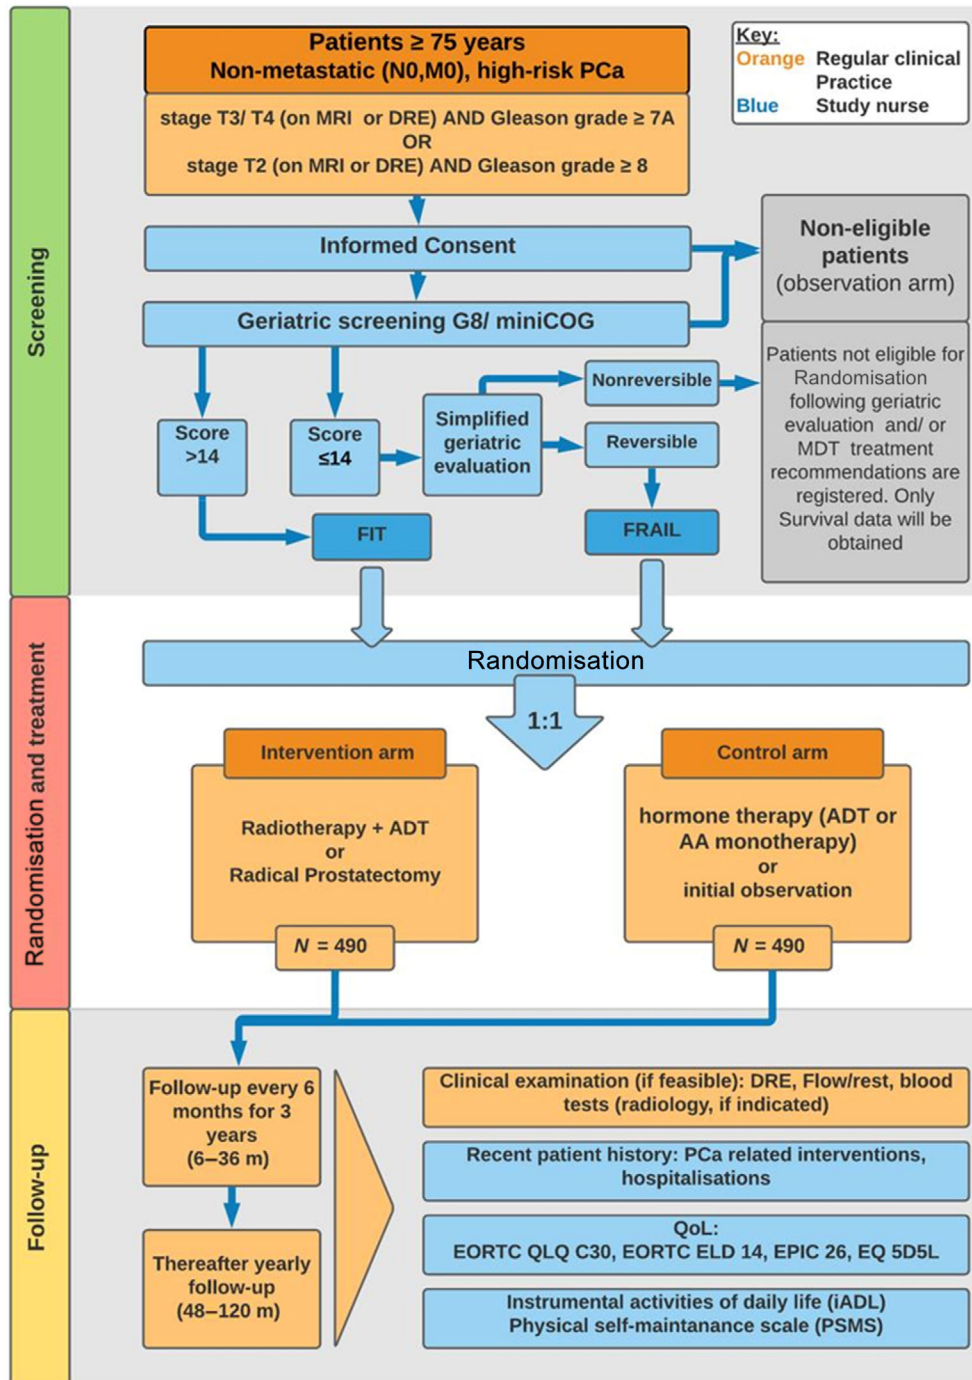 Patients ≥ 75 years
Non-metastatic (N0,M0), high-risk PCa
Key:
Orange Regular clinical
Practice
Blue Study nurse
stage T3/ T4 (on MRI or DRE) AND Gleason grade ≥ 7A
OR
stage T2 (on MRI or DRE) AND Gleason grade ≥ 8
Screening
Informed Consent
Non-eligible
patients
(observation arm)
Geriatric screening G8/ miniCOG
Patients not eligible for
Randomisation
following geriatric
evaluation and/ or
MDT treatment
recommendations are
registered. Only
Survival data will be
obtained
Score
>14
Score
≤14
Simplified
geriatric
evaluation
Nonreversible
Reversible
FIT
FRAIL
Randomisation and treatment
Randomisation
1:1
Intervention arm
Radiotherapy + ADT
or
Radical Prostatectomy
N = 490
Control arm
hormone therapy (ADT or
AA monotherapy)
or
initial observation
N = 490
Follow-up
Follow-up every 6
months for 3
years
(6–36 m)
Thereafter yearly
follow-up
(48–120 m)
Clinical examination (if feasible): DRE, Flow/rest, blood
tests (radiology, if indicated)
Recent patient history: PCa related interventions,
hospitalisations
QoL:
EORTC QLQ C30, EORTC ELD 14, EPIC 26, EQ 5D5L
Instrumental activities of daily life (iADL)
Physical self-maintanance scale (PSMS)